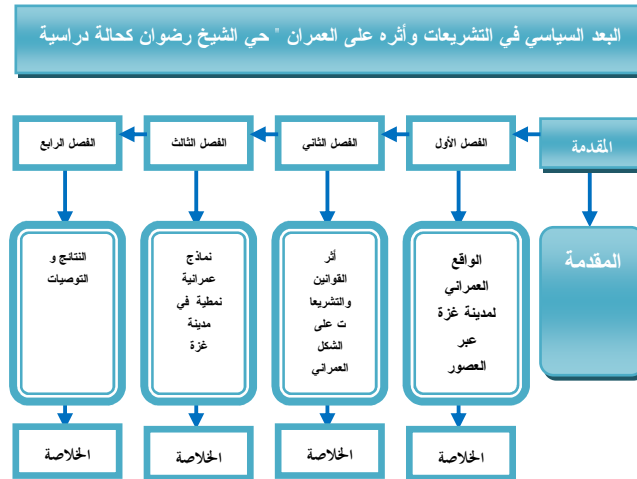 البعد السياسي في التشريعات وأثره على العمران " حي الشيخ رضوان كحالة دراسية
المقدمة
الفصل الأول
الفصل الثاني
الفصل الثالث
الفصل الرابع
المقدمة
الواقع
العمراني
لمدينة غزة
عبر
العصور
أثر
القوانين
والتشريعا
ت على
الشكل
العمراني
نماذج
عمرانية
نمطية في
مدينة
غزة
النتائج و
التوصيات
الخلاصة
الخلاصة
الخلاصة
الخلاصة